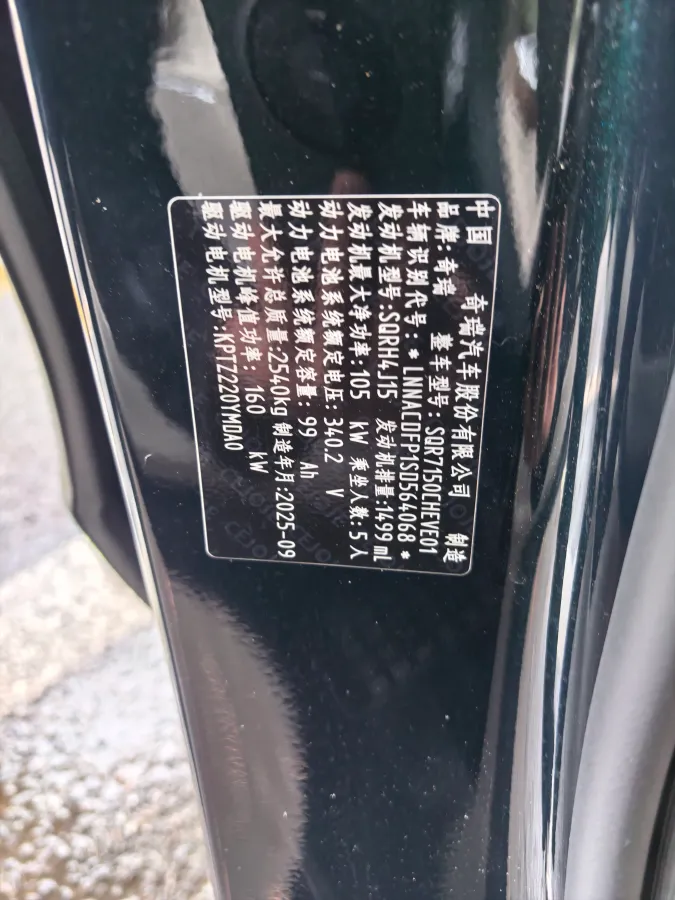 中国 奇瑞汽车股份有限公司 制造
品牌:奇瑞 整车型号:SQR7150CHEVE01
车辆识别代号:*LNNACDFP1SD564068*
发动机型号:SQRH4J15 发动机排量:1499 mL
发动机最大净功率:105 kW 乘坐人数:5人
动力电池系统额定电压:340.2 V
动力电池系统额定容量:99 Ah
最大允许总质量:2540kg 制造年月:2025-09
驱动电机峰值功率: 160 kW
驱动电机型号:KPTZ220YMDA0